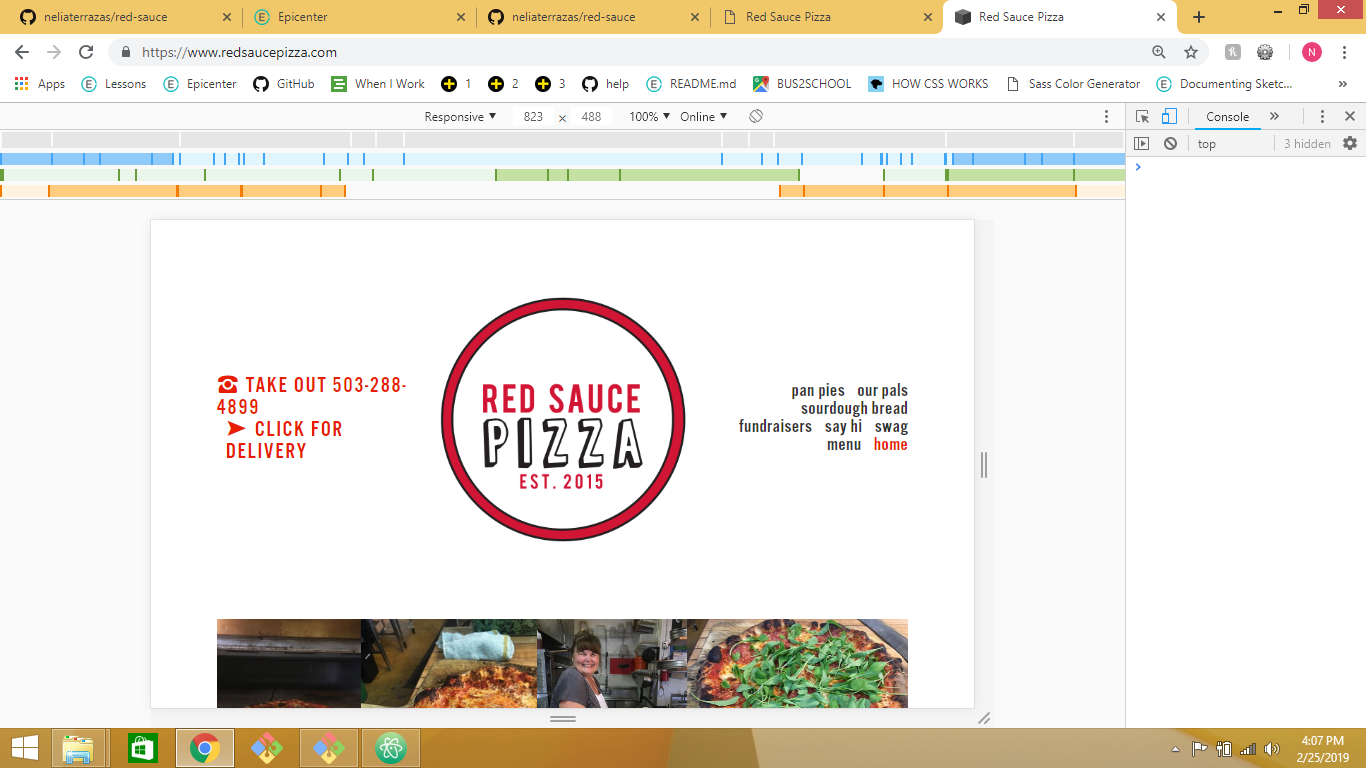 neliaterrazas/red-sauce
Epicenter
neliaterrazas/red-sauce
Red Sauce Pizza
Red Sauce Pizza
https://www.redsaucepizza.com
N
Apps
Lessons
Epicenter
GitHub
When I Work
1
2
3
help
README.md
BUS2SCHOOL
HOW CSS WORKS
Sass Color Generator
Documenting Sketc...
»
Responsive
823 x 488
100%
Online
Console
»
top
3 hidden
TAKE OUT 503-288-
4899
CLICK FOR
DELIVERY
RED SAUCE
PIZZA
EST. 2015
pan pies our pals
sourdough bread
fundraisers say hi swag
menu home
4:07 PM
2/25/2019